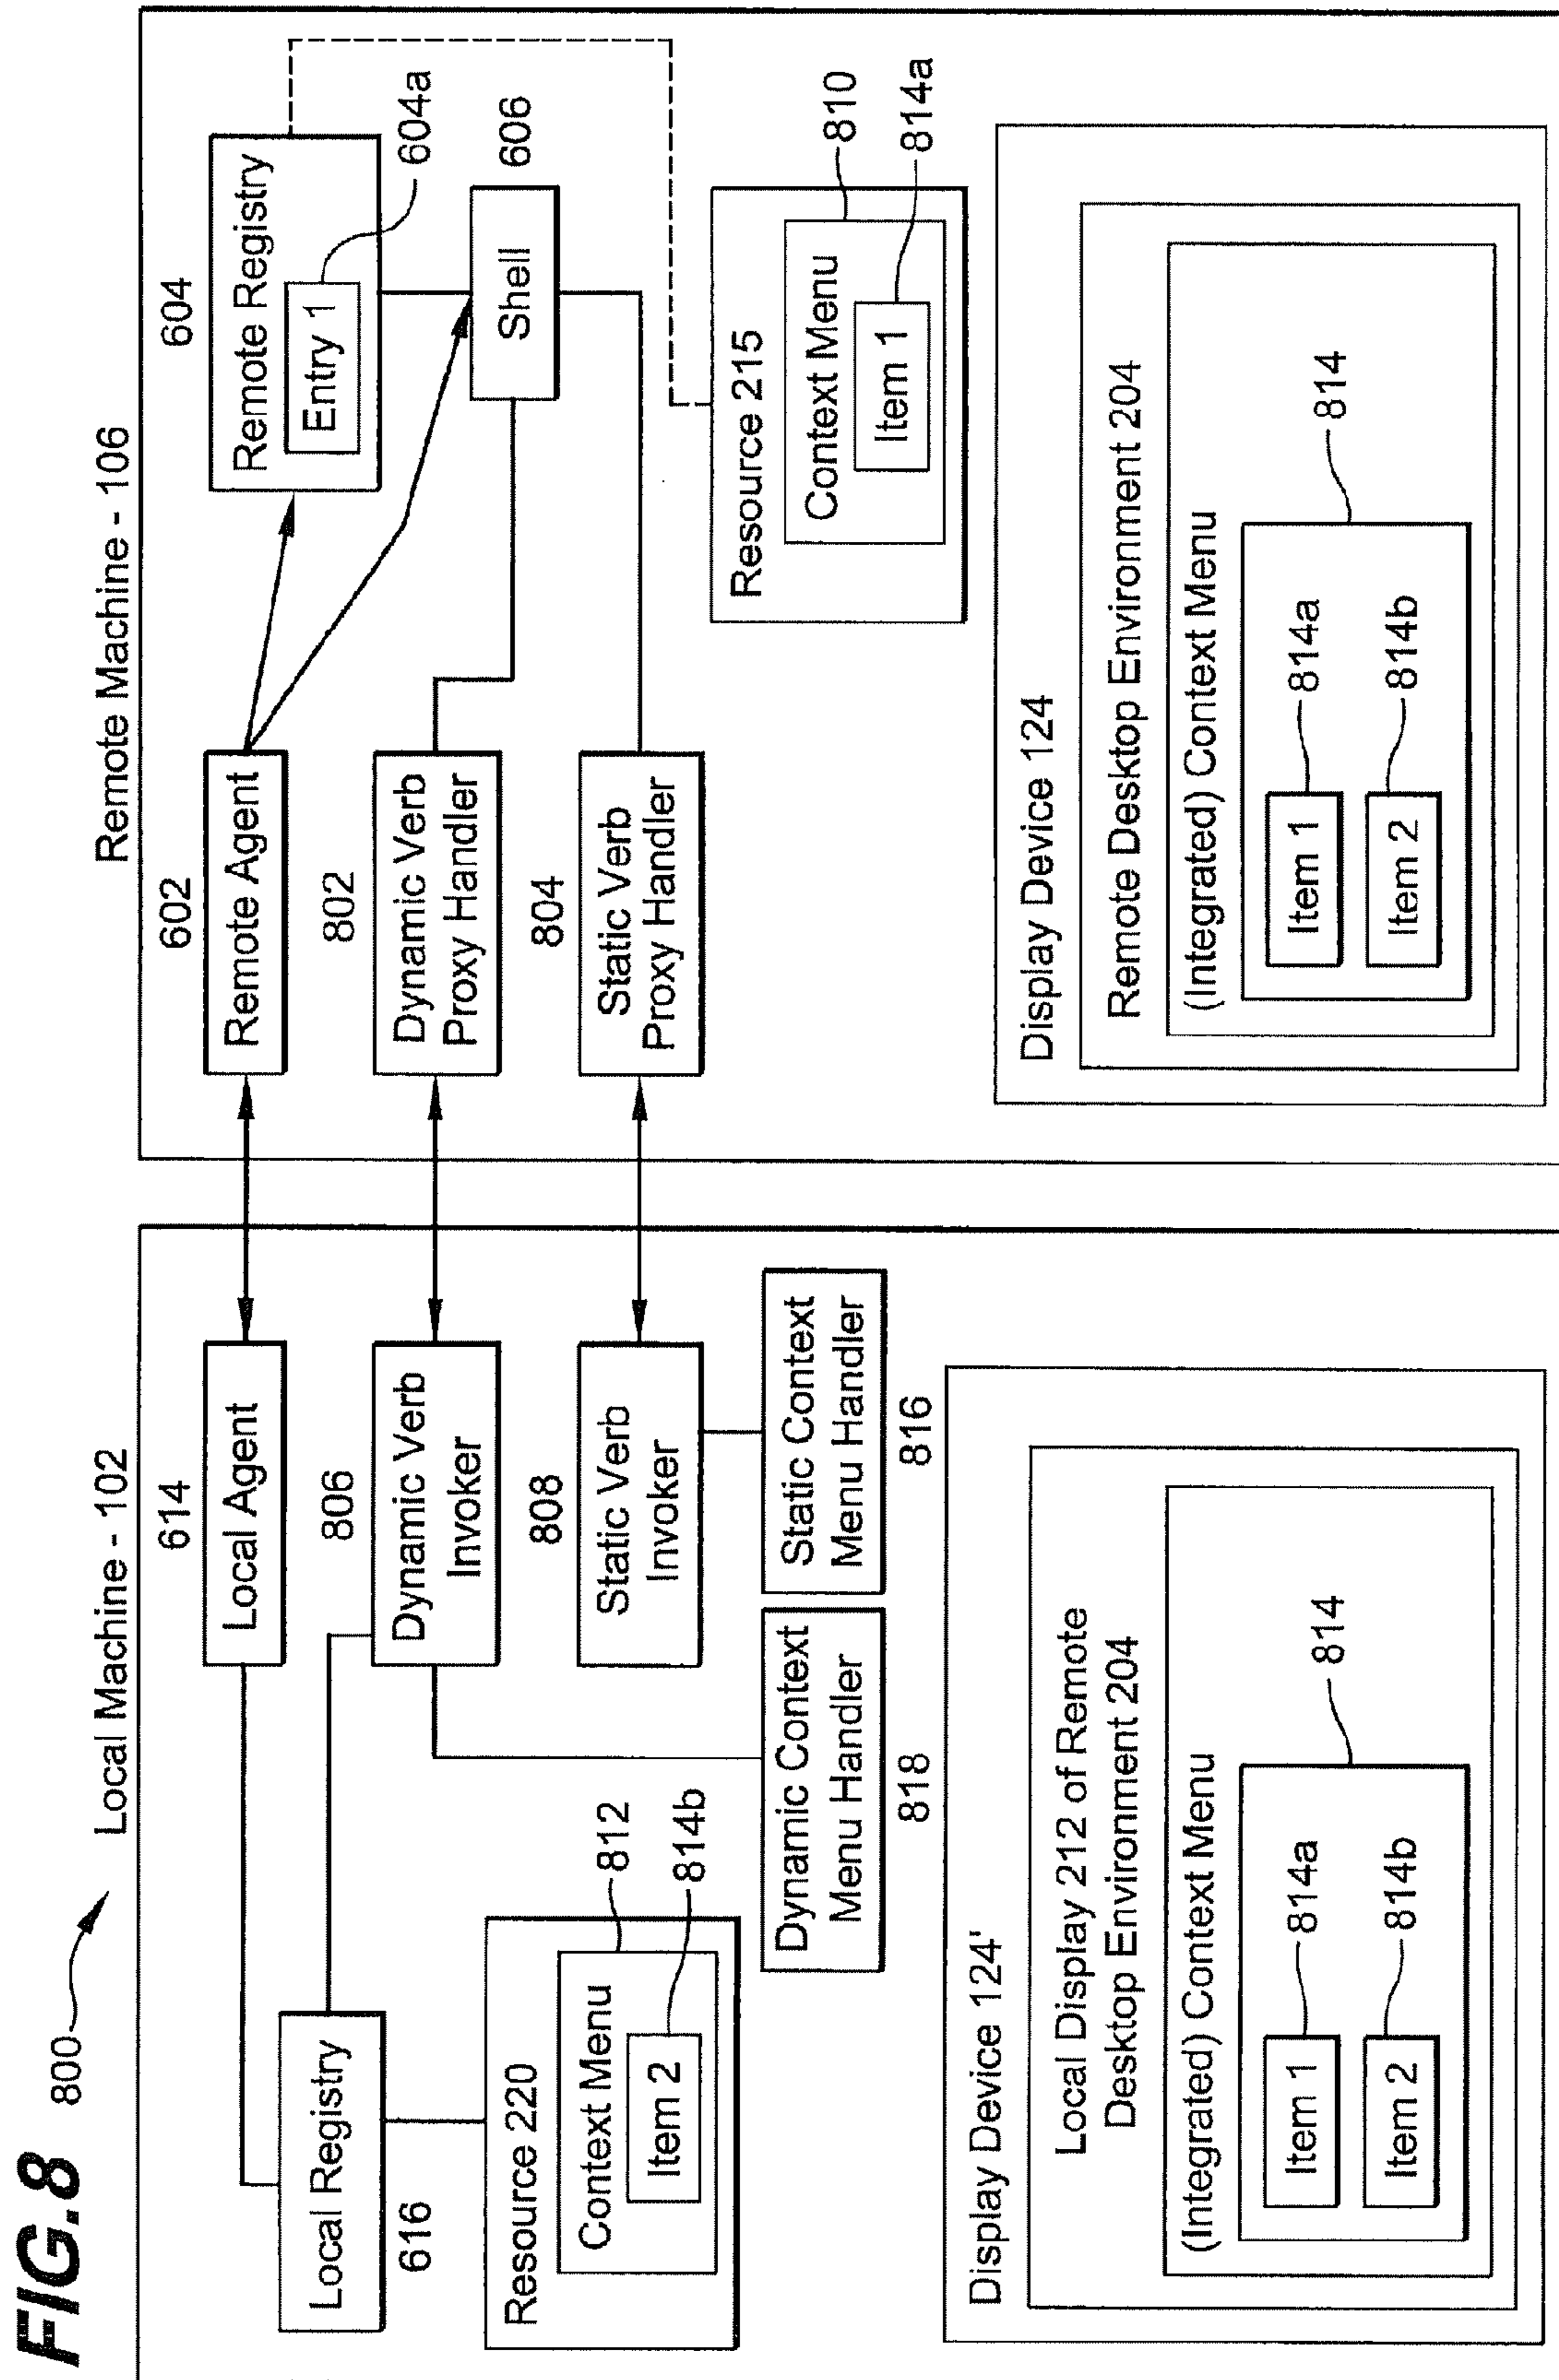 FIG.8
800
Local Machine - 102
614
Local Agent
Local Registry
616
806
Dynamic Verb
Invoker
808
Static Verb
Invoker
Resource 220
Context Menu
Item 2
812
814b
Dynamic Context
Menu Handler
818
Static Context
Menu Handler
816
Display Device 124'
Local Display 212 of Remote
Desktop Environment 204
(Integrated) Context Menu
814
Item 1
814a
Item 2
814b
Remote Machine - 106
602
Remote Agent
604
Remote Registry
Entry 1
604a
802
Dynamic Verb
Proxy Handler
Shell
606
804
Static Verb
Proxy Handler
Resource 215
Context Menu
Item 1
810
814a
Display Device 124
Remote Desktop Environment 204
(Integrated) Context Menu
814
Item 1
814a
Item 2
814b